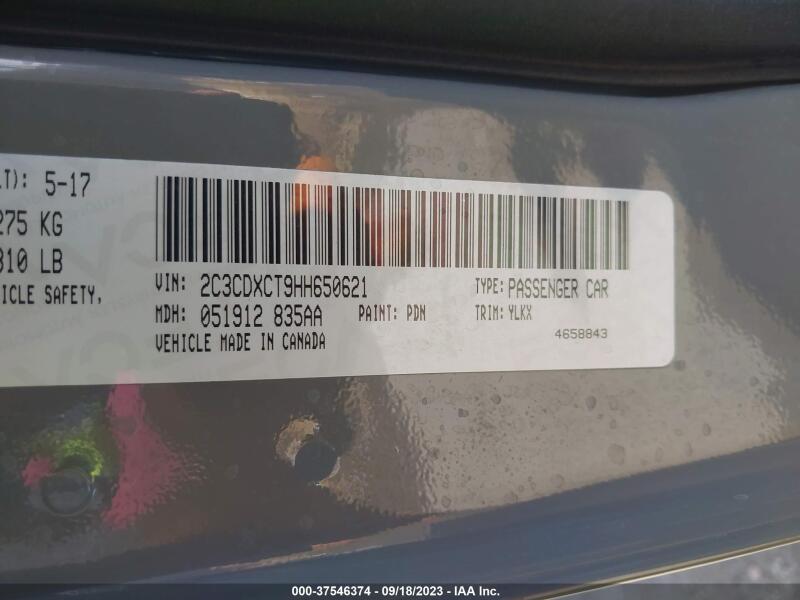 LT): 5-17
275 KG
810 LB
ICLE SAFETY,
VIN: 2C3CDXCT9HH650621
TYPE: PASSENGER CAR
MDH: 051912 835AA
PAINT: PDN
TRIM: YLKX
VEHICLE MADE IN CANADA
4658843
000-37546374 - 09/18/2023 - IAA Inc.